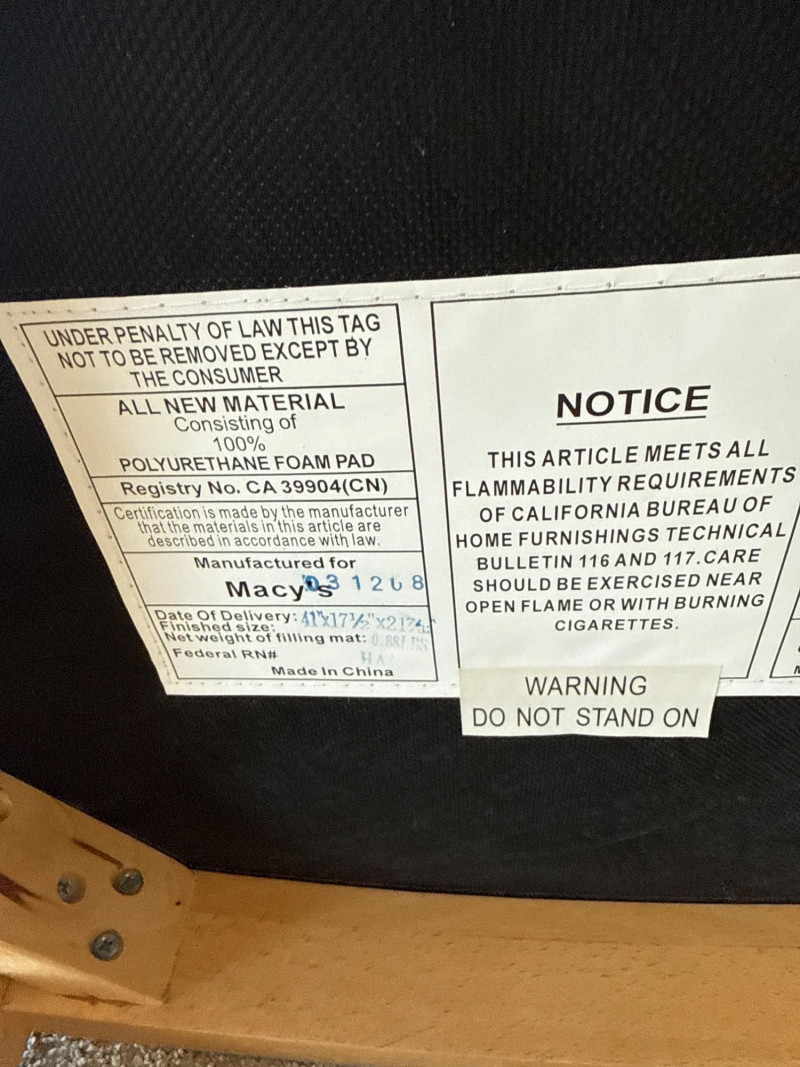 UNDER PENALTY OF LAW THIS TAG
NOT TO BE REMOVED EXCEPT BY
THE CONSUMER
ALL NEW MATERIAL
Consisting of
100%
POLYURETHANE FOAM PAD
Registry No. CA 39904(CN)
Certification is made by the manufacturer
that the materials in this article are
described in accordance with law.
Manufactured for
Macy's
Date Of Delivery:
Finished size:
Net weight of filling mat:
Federal RN#
Made In China
NOTICE
THIS ARTICLE MEETS ALL
FLAMMABILITY REQUIREMENTS
OF CALIFORNIA BUREAU OF
HOME FURNISHINGS TECHNICAL
BULLETIN 116 AND 117.CARE
SHOULD BE EXERCISED NEAR
OPEN FLAME OR WITH BURNING
CIGARETTES.
WARNING
DO NOT STAND ON